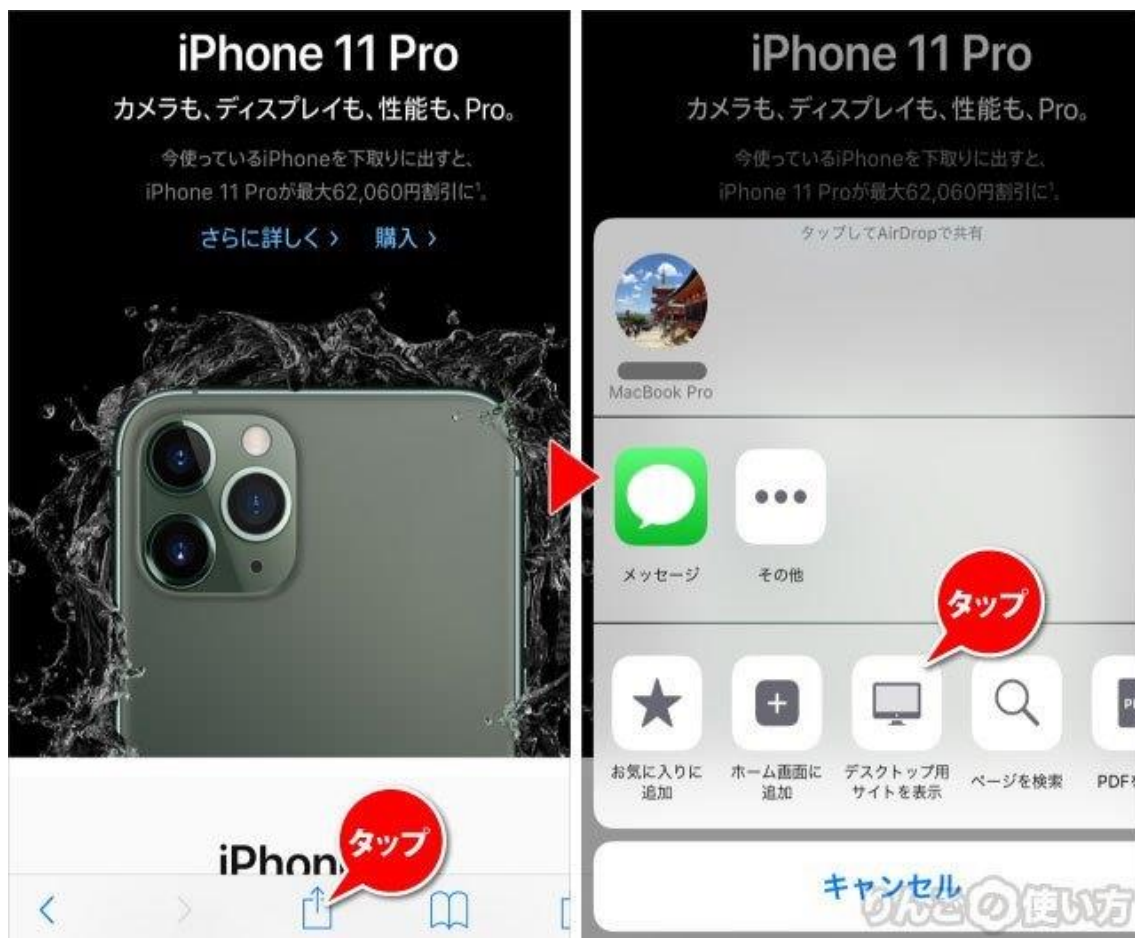 iPhone 11 Pro
カメラも、ディスプレイも、性能も、Pro。
今使っているiPhoneを下取りに出すと、
iPhone 11 Proが最大62,060円割引に¹。
さらに詳しく > 購入 >
iPhon
タップ
iPhone 11 Pro
カメラも、ディスプレイも、性能も、Pro。
今使っているiPhoneを下取りに出すと、
iPhone 11 Proが最大62,060円割引に¹。
タップしてAirDropで共有
MacBook Pro
メッセージ
その他
タップ
お気に入りに
追加
ホーム画面に
追加
デスクトップ用
サイトを表示
ページを検索
PDF
キャンセル
りんごの使い方